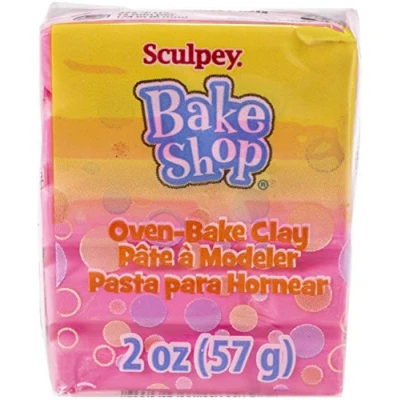 Sculpey.
Bake
Shop®
Oven-Bake Clay
Pâte à Modeler
Pasta para Hornear
2 oz (57 g)